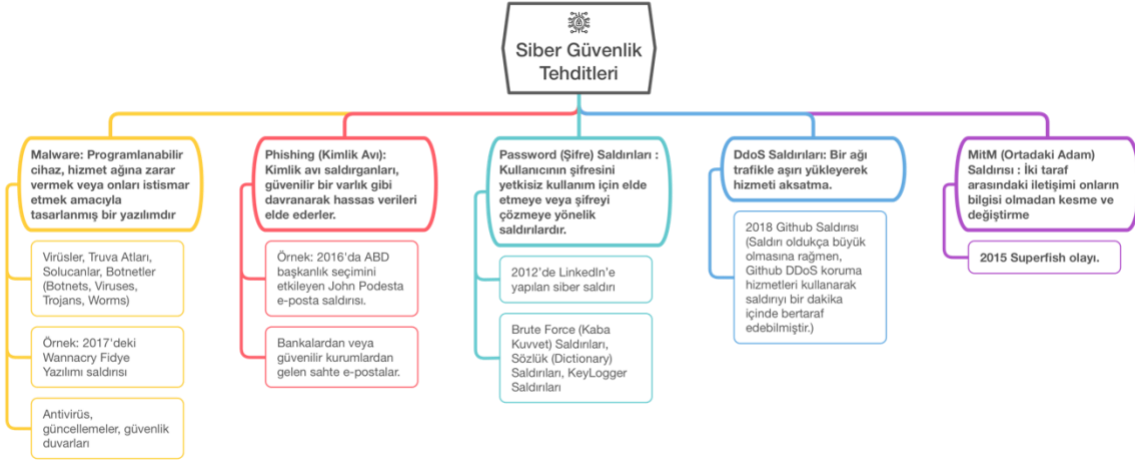 Siber Güvenlik
Tehditleri
Malware: Programlanabilir
cihaz, hizmet ağına zarar
vermek veya onları istismar
etmek amacıyla
tasarlanmış bir yazılımdır
Virüsler, Truva Atları,
Solucanlar, Botnetler
(Botnets, Viruses,
Trojans, Worms)
Örnek: 2017'deki
Wannacry Fidye
Yazılımı saldırısı
Antivirüs,
güncellemeler, güvenlik
duvarları
Phishing (Kimlik Avı):
Kimlik avı saldırganları,
güvenilir bir varlık gibi
davranarak hassas verileri
elde ederler.
Örnek: 2016'da ABD
başkanlık seçimini
etkileyen John Podesta
e-posta saldırısı.
Bankalardan veya
güvenilir kurumlardan
gelen sahte e-postalar.
Password (Şifre) Saldırıları :
Kullanıcının şifresini
yetkisiz kullanım için elde
etmeye veya şifreyi
çözmeye yönelik
saldırılardır.
2012'de LinkedIn'e
yapılan siber saldırı
Brute Force (Kaba
Kuvvet) Saldırıları,
Sözlük (Dictionary)
Saldırıları, KeyLogger
Saldırıları
DdoS Saldırıları: Bir ağı
trafikle aşırı yükleyerek
hizmeti aksatma.
2018 Github Saldırısı
(Saldırı oldukça büyük
olmasına rağmen,
Github DDoS koruma
hizmetleri kullanarak
saldırıyı bir dakika
içinde bertaraf
edebilmiştir.)
MitM (Ortadaki Adam)
Saldırısı : İki taraf
arasındaki iletişimi onların
bilgisi olmadan kesme ve
değiştirme
2015 Superfish olayı.